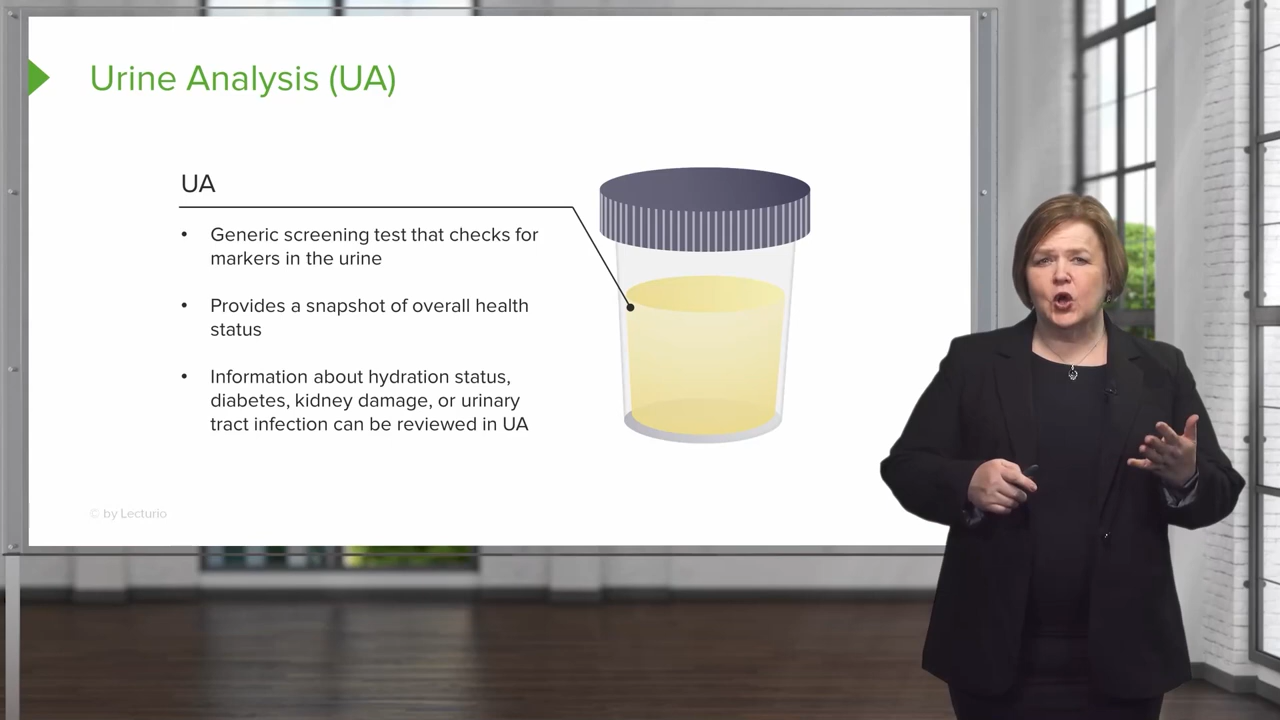 Urine Analysis (UA)
UA
• Generic screening test that checks for
markers in the urine
• Provides a snapshot of overall health
status
• Information about hydration status,
diabetes, kidney damage, or urinary
tract infection can be reviewed in UA
© by Lecturio